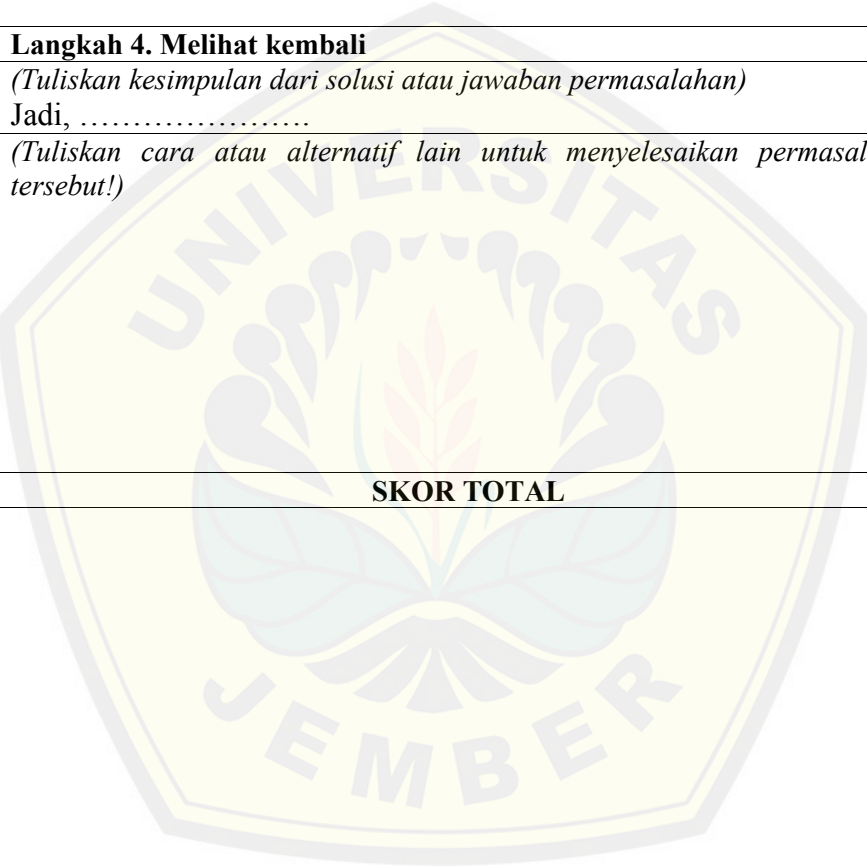 Langkah 4. Melihat kembali
(Tuliskan kesimpulan dari solusi atau jawaban permasalahan)
Jadi, ......................
(Tuliskan cara atau alternatif lain untuk menyelesaikan permasal
tersebut!)
SKOR TOTAL
UNIVERSITAS
JEMBER